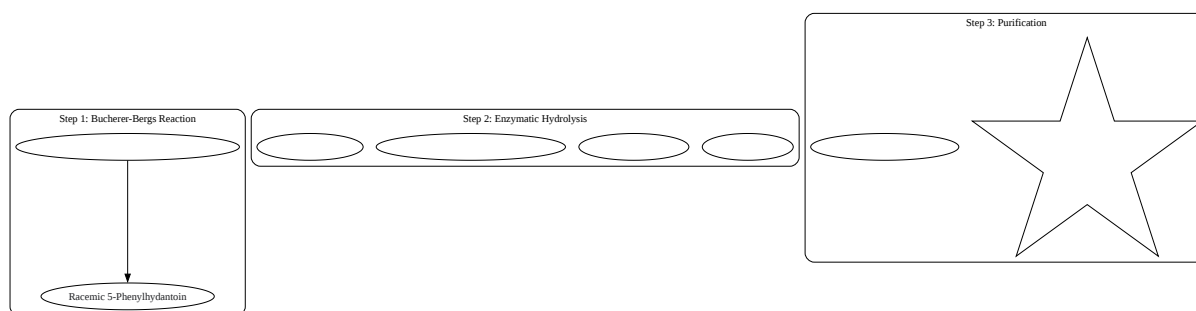 Step 3: Purification
Step 1: Bucherer-Bergs Reaction
Step 2: Enzymatic Hydrolysis
Racemic 5-Phenylhydantoin